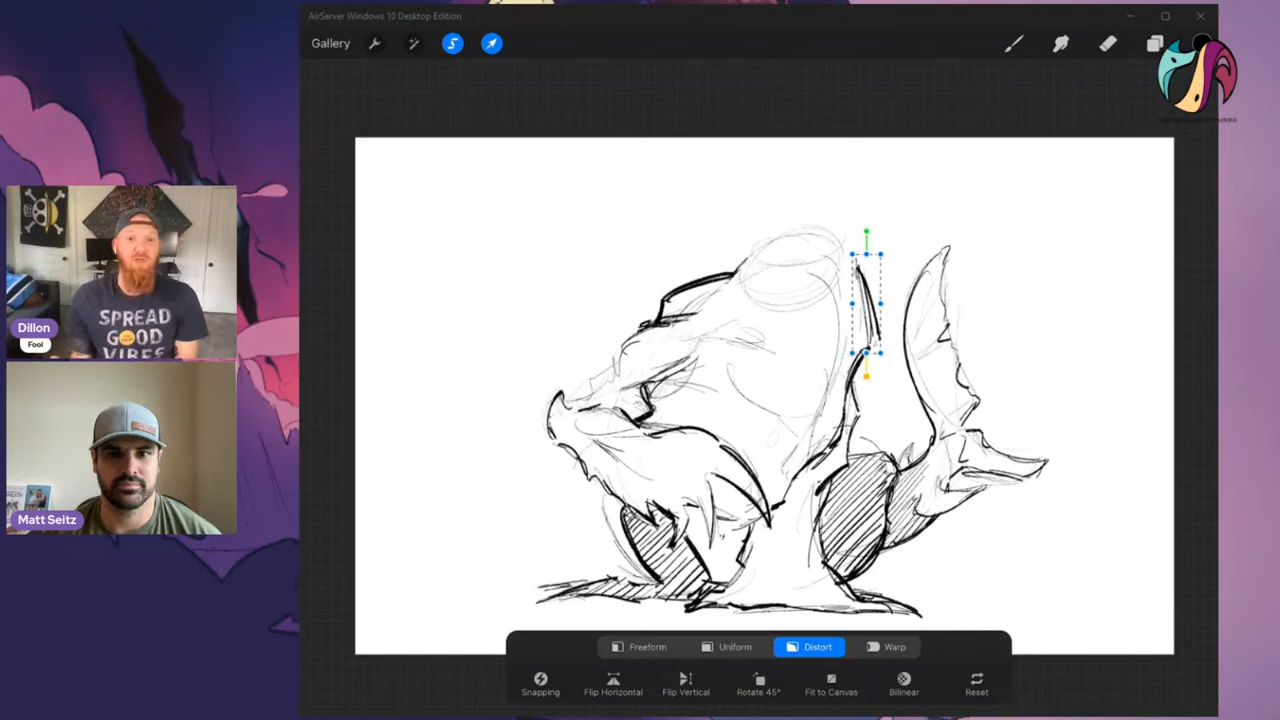 AirServer Windows 10 Desktop Edition
Gallery
SPREAD
GOOD
VIBES
Dillon
Fool
Matt Seitz
Freeform
Uniform
Distort
Warp
Snapping
Flip Horizontal
Flip Vertical
Rotate 45°
Fit to Canvas
Bilinear
Reset